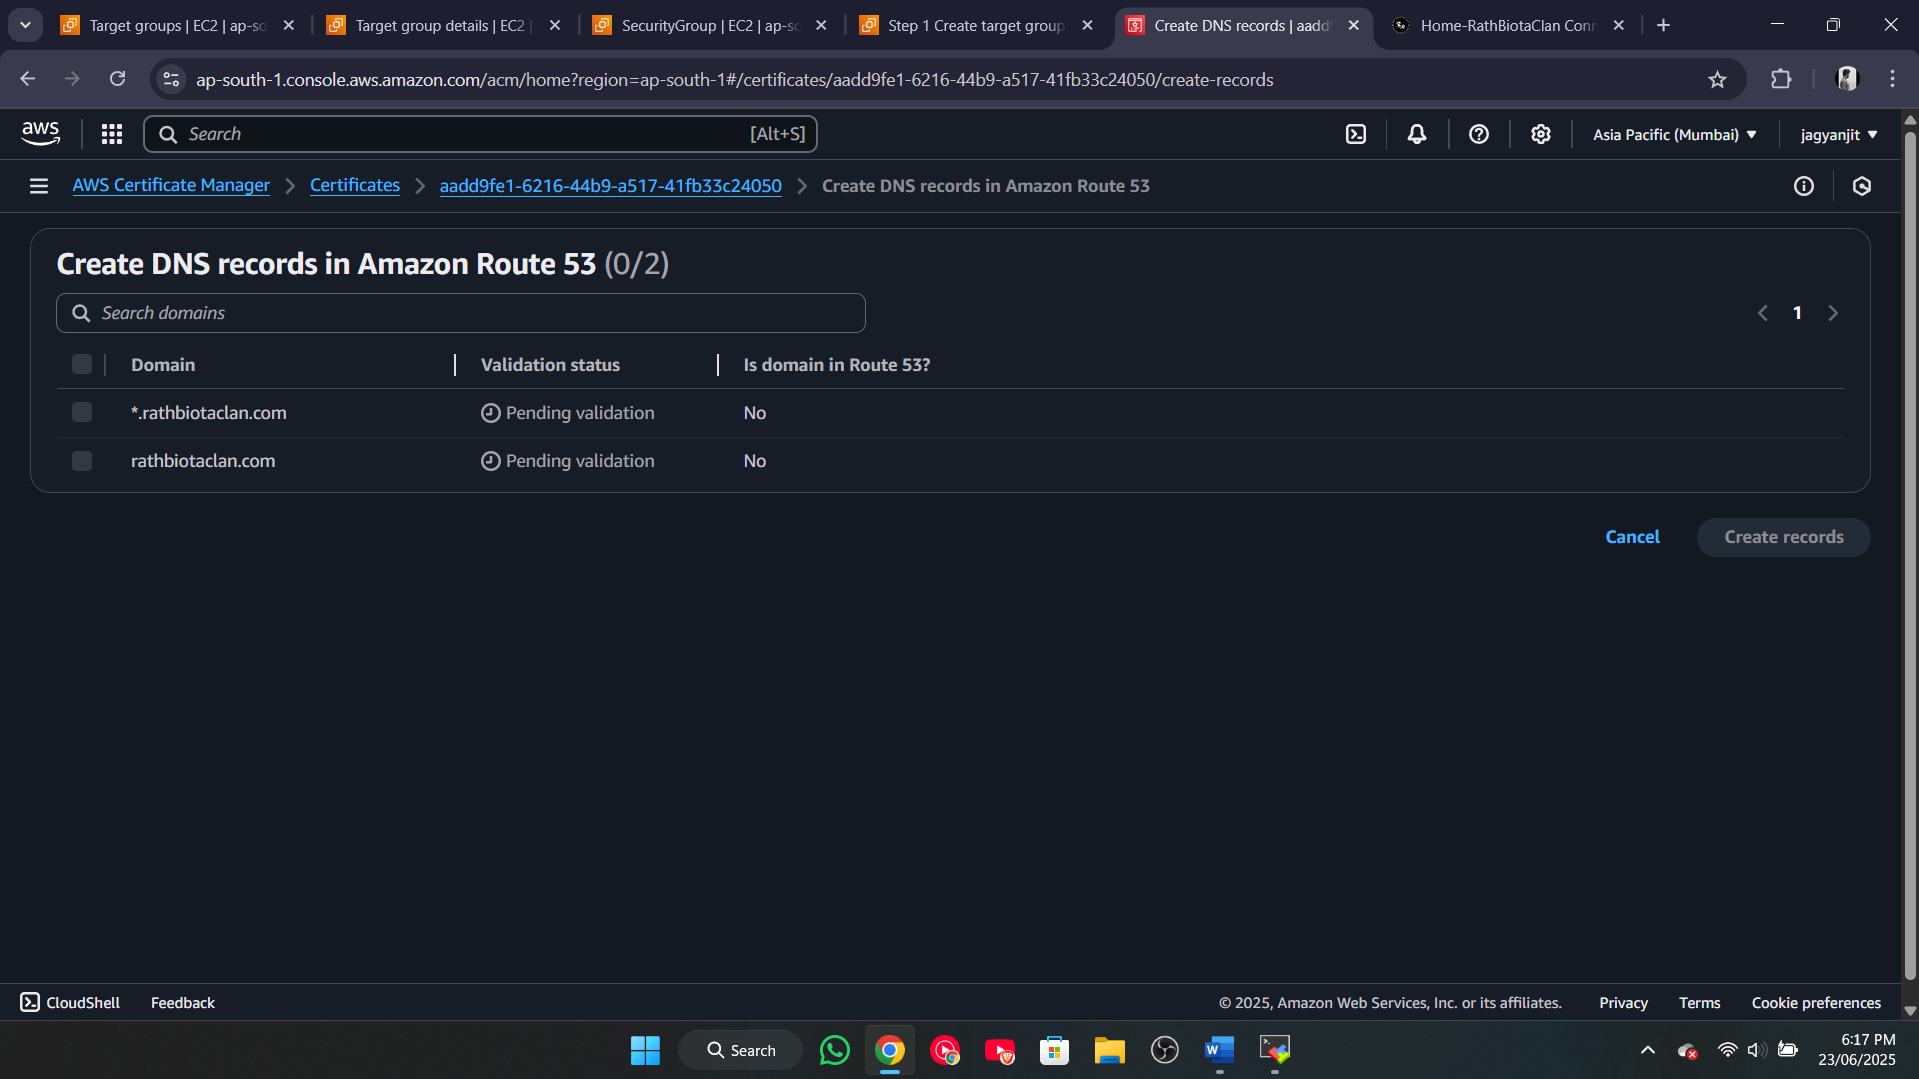 Target groups | EC2 | ap-so
Target group details | EC2 |
SecurityGroup | EC2 | ap-so
Step 1 Create target group
Create DNS records | aadd9
Home-RathBiotaClan Conn
ap-south-1.console.aws.amazon.com/acm/home?region=ap-south-1#/certificates/aadd9fe1-6216-44b9-a517-41fb33c24050/create-records
aws
Search
[Alt+S]
Asia Pacific (Mumbai)
jagyanjit
AWS Certificate Manager
Certificates
aadd9fe1-6216-44b9-a517-41fb33c24050
Create DNS records in Amazon Route 53
Create DNS records in Amazon Route 53 (0/2)
Search domains
1
Domain
Validation status
Is domain in Route 53?
*.rathbiotaclan.com
Pending validation
No
rathbiotaclan.com
Pending validation
No
Cancel
Create records
CloudShell
Feedback
© 2025, Amazon Web Services, Inc. or its affiliates.
Privacy
Terms
Cookie preferences
Search
6:17 PM
23/06/2025